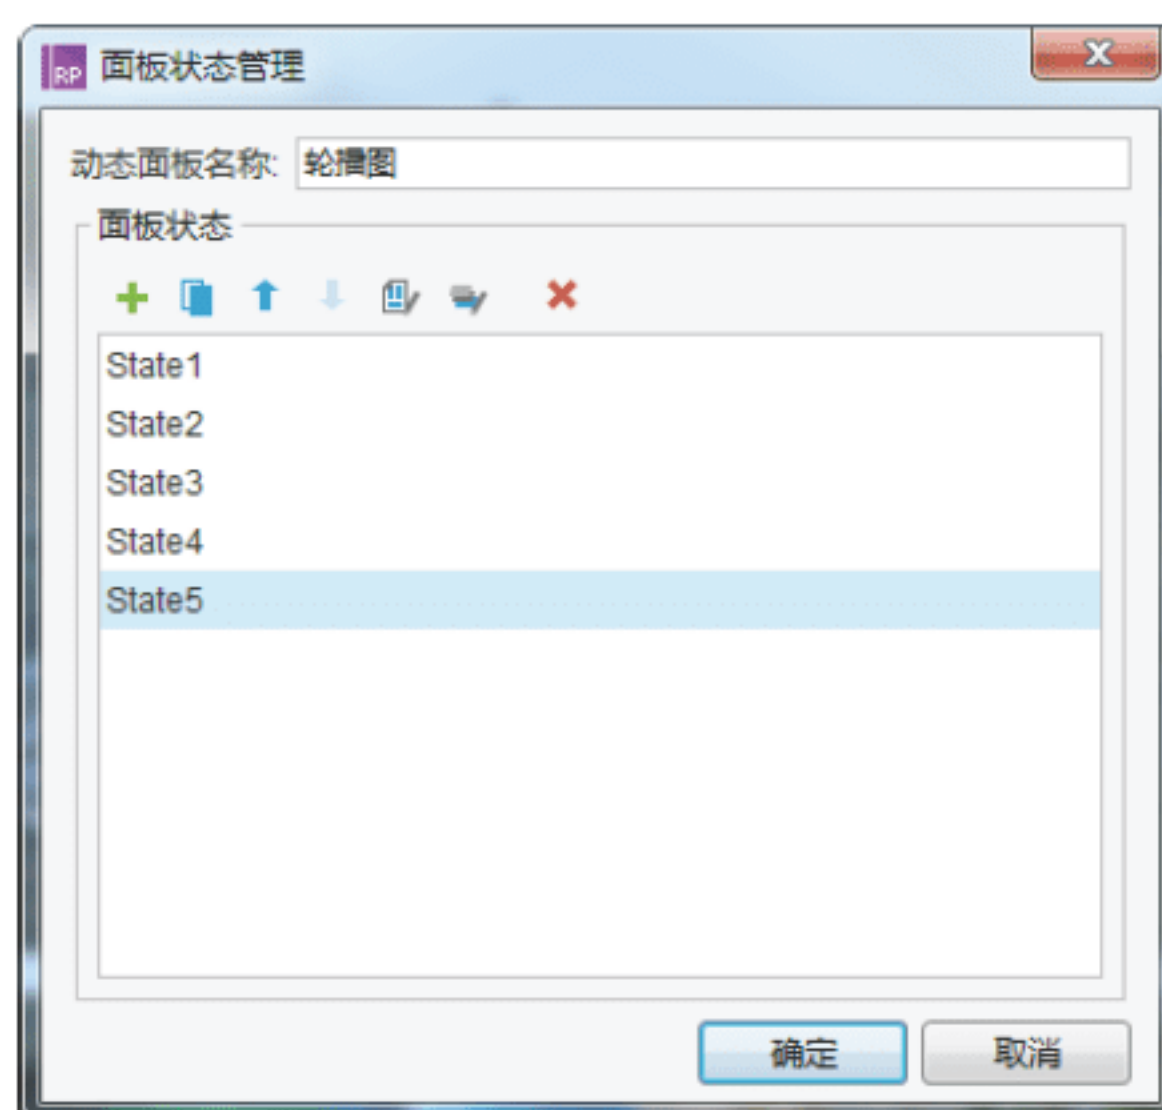 RP 面板状态管理
动态面板名称: 轮播图
面板状态
State1
State2
State3
State4
State5
确定 取消